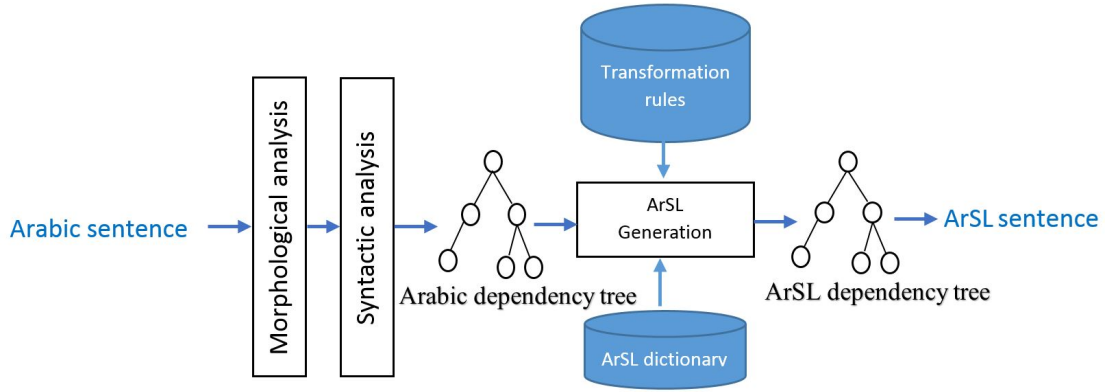 Transformation
rules
Morphological analysis
Syntactic analysis
Arabic sentence
ArSL
Generation
ArSL sentence
Arabic dependency tree
ArSL dependency tree
ArSL dictionary